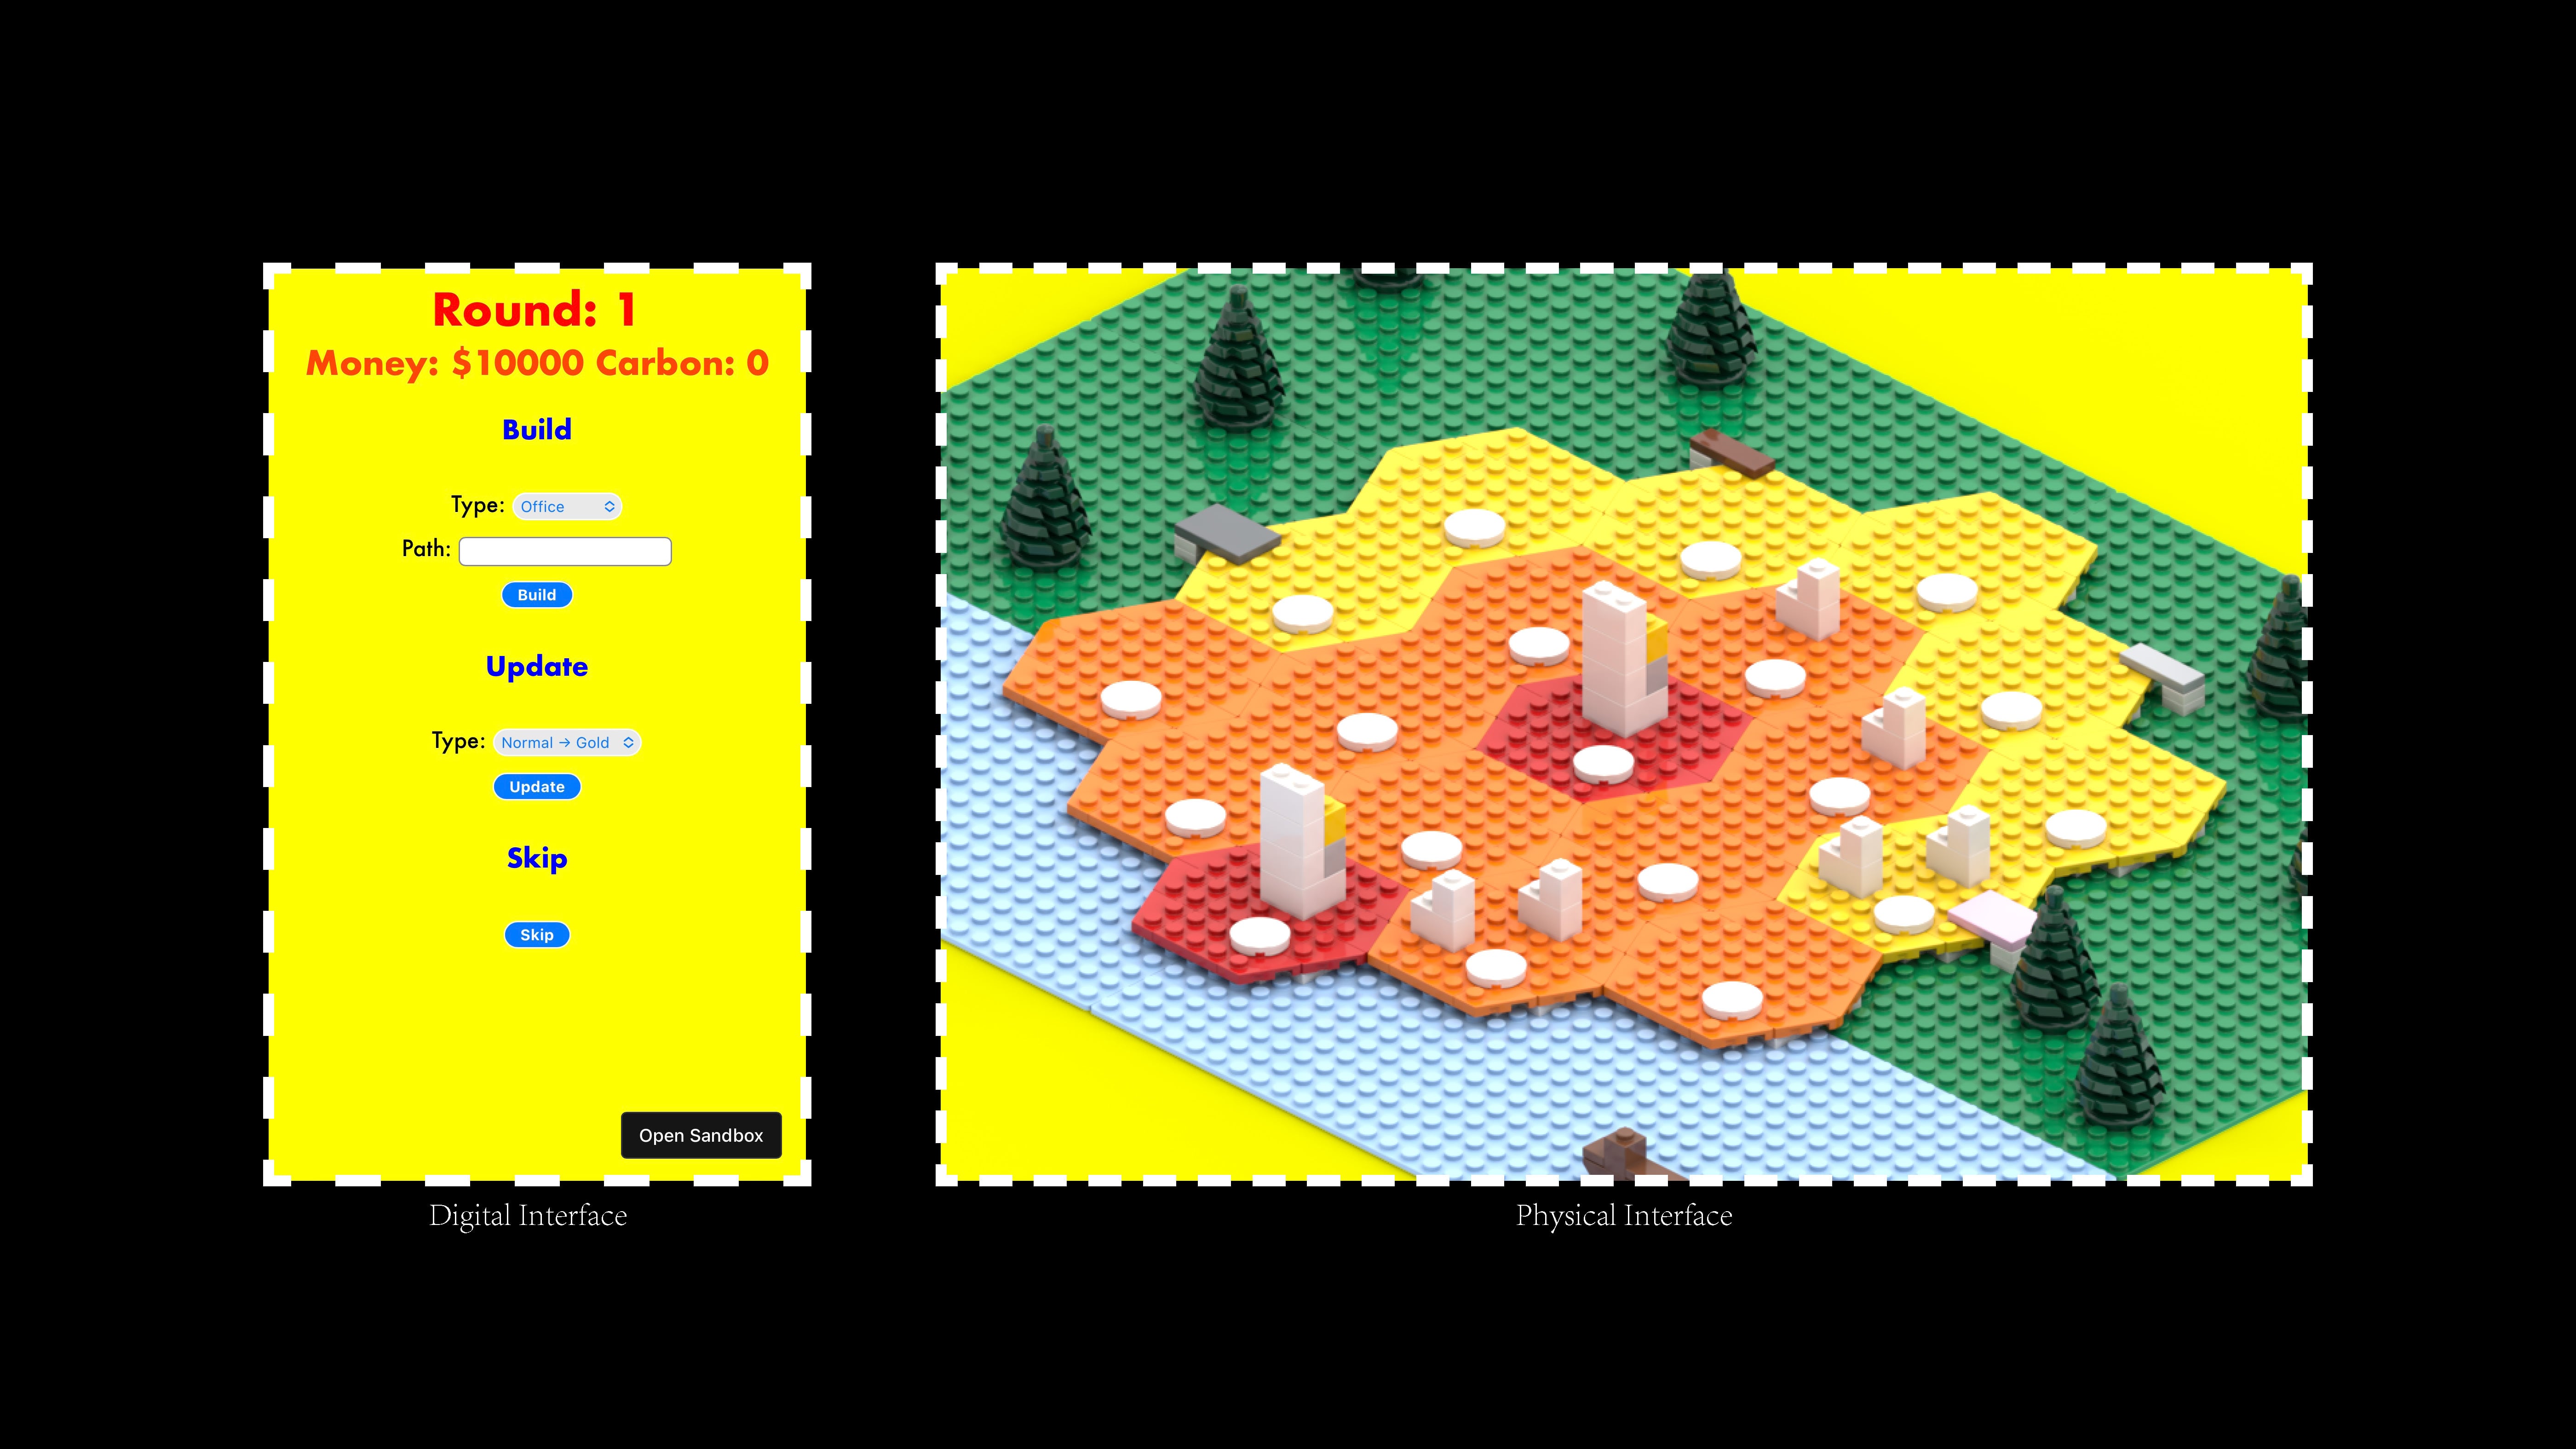 Round: 1
Money: $10000 Carbon: 0
Build
Type: Office
Path:
Build
Update
Type: Normal → Gold
Update
Skip
Skip
Open Sandbox
Digital Interface
Physical Interface